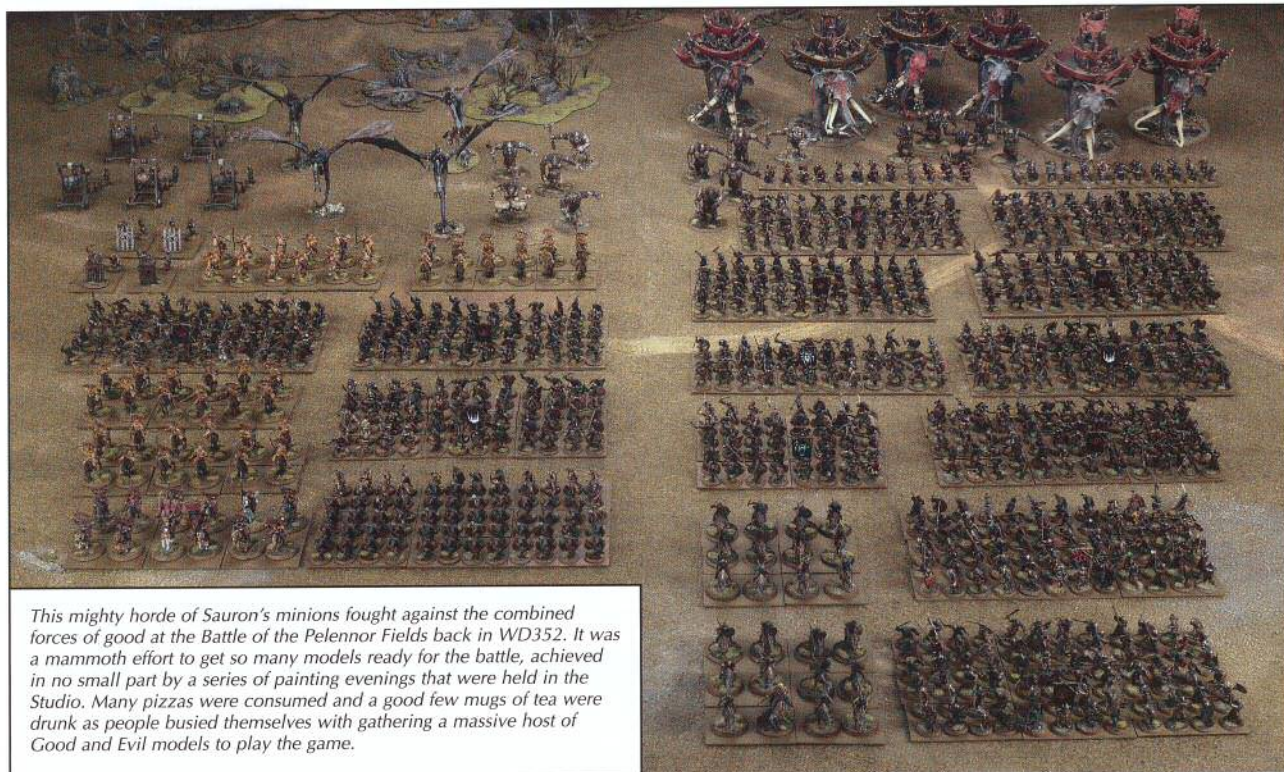 This mighty horde of Sauron's minions fought against the combined
forces of good at the Battle of the Pelennor Fields back in WD352. It was
a mammoth effort to get so many models ready for the battle, achieved
in no small part by a series of painting evenings that were held in the
Studio. Many pizzas were consumed and a good few mugs of tea were
drunk as people busied themselves with gathering a massive host of
Good and Evil models to play the game.